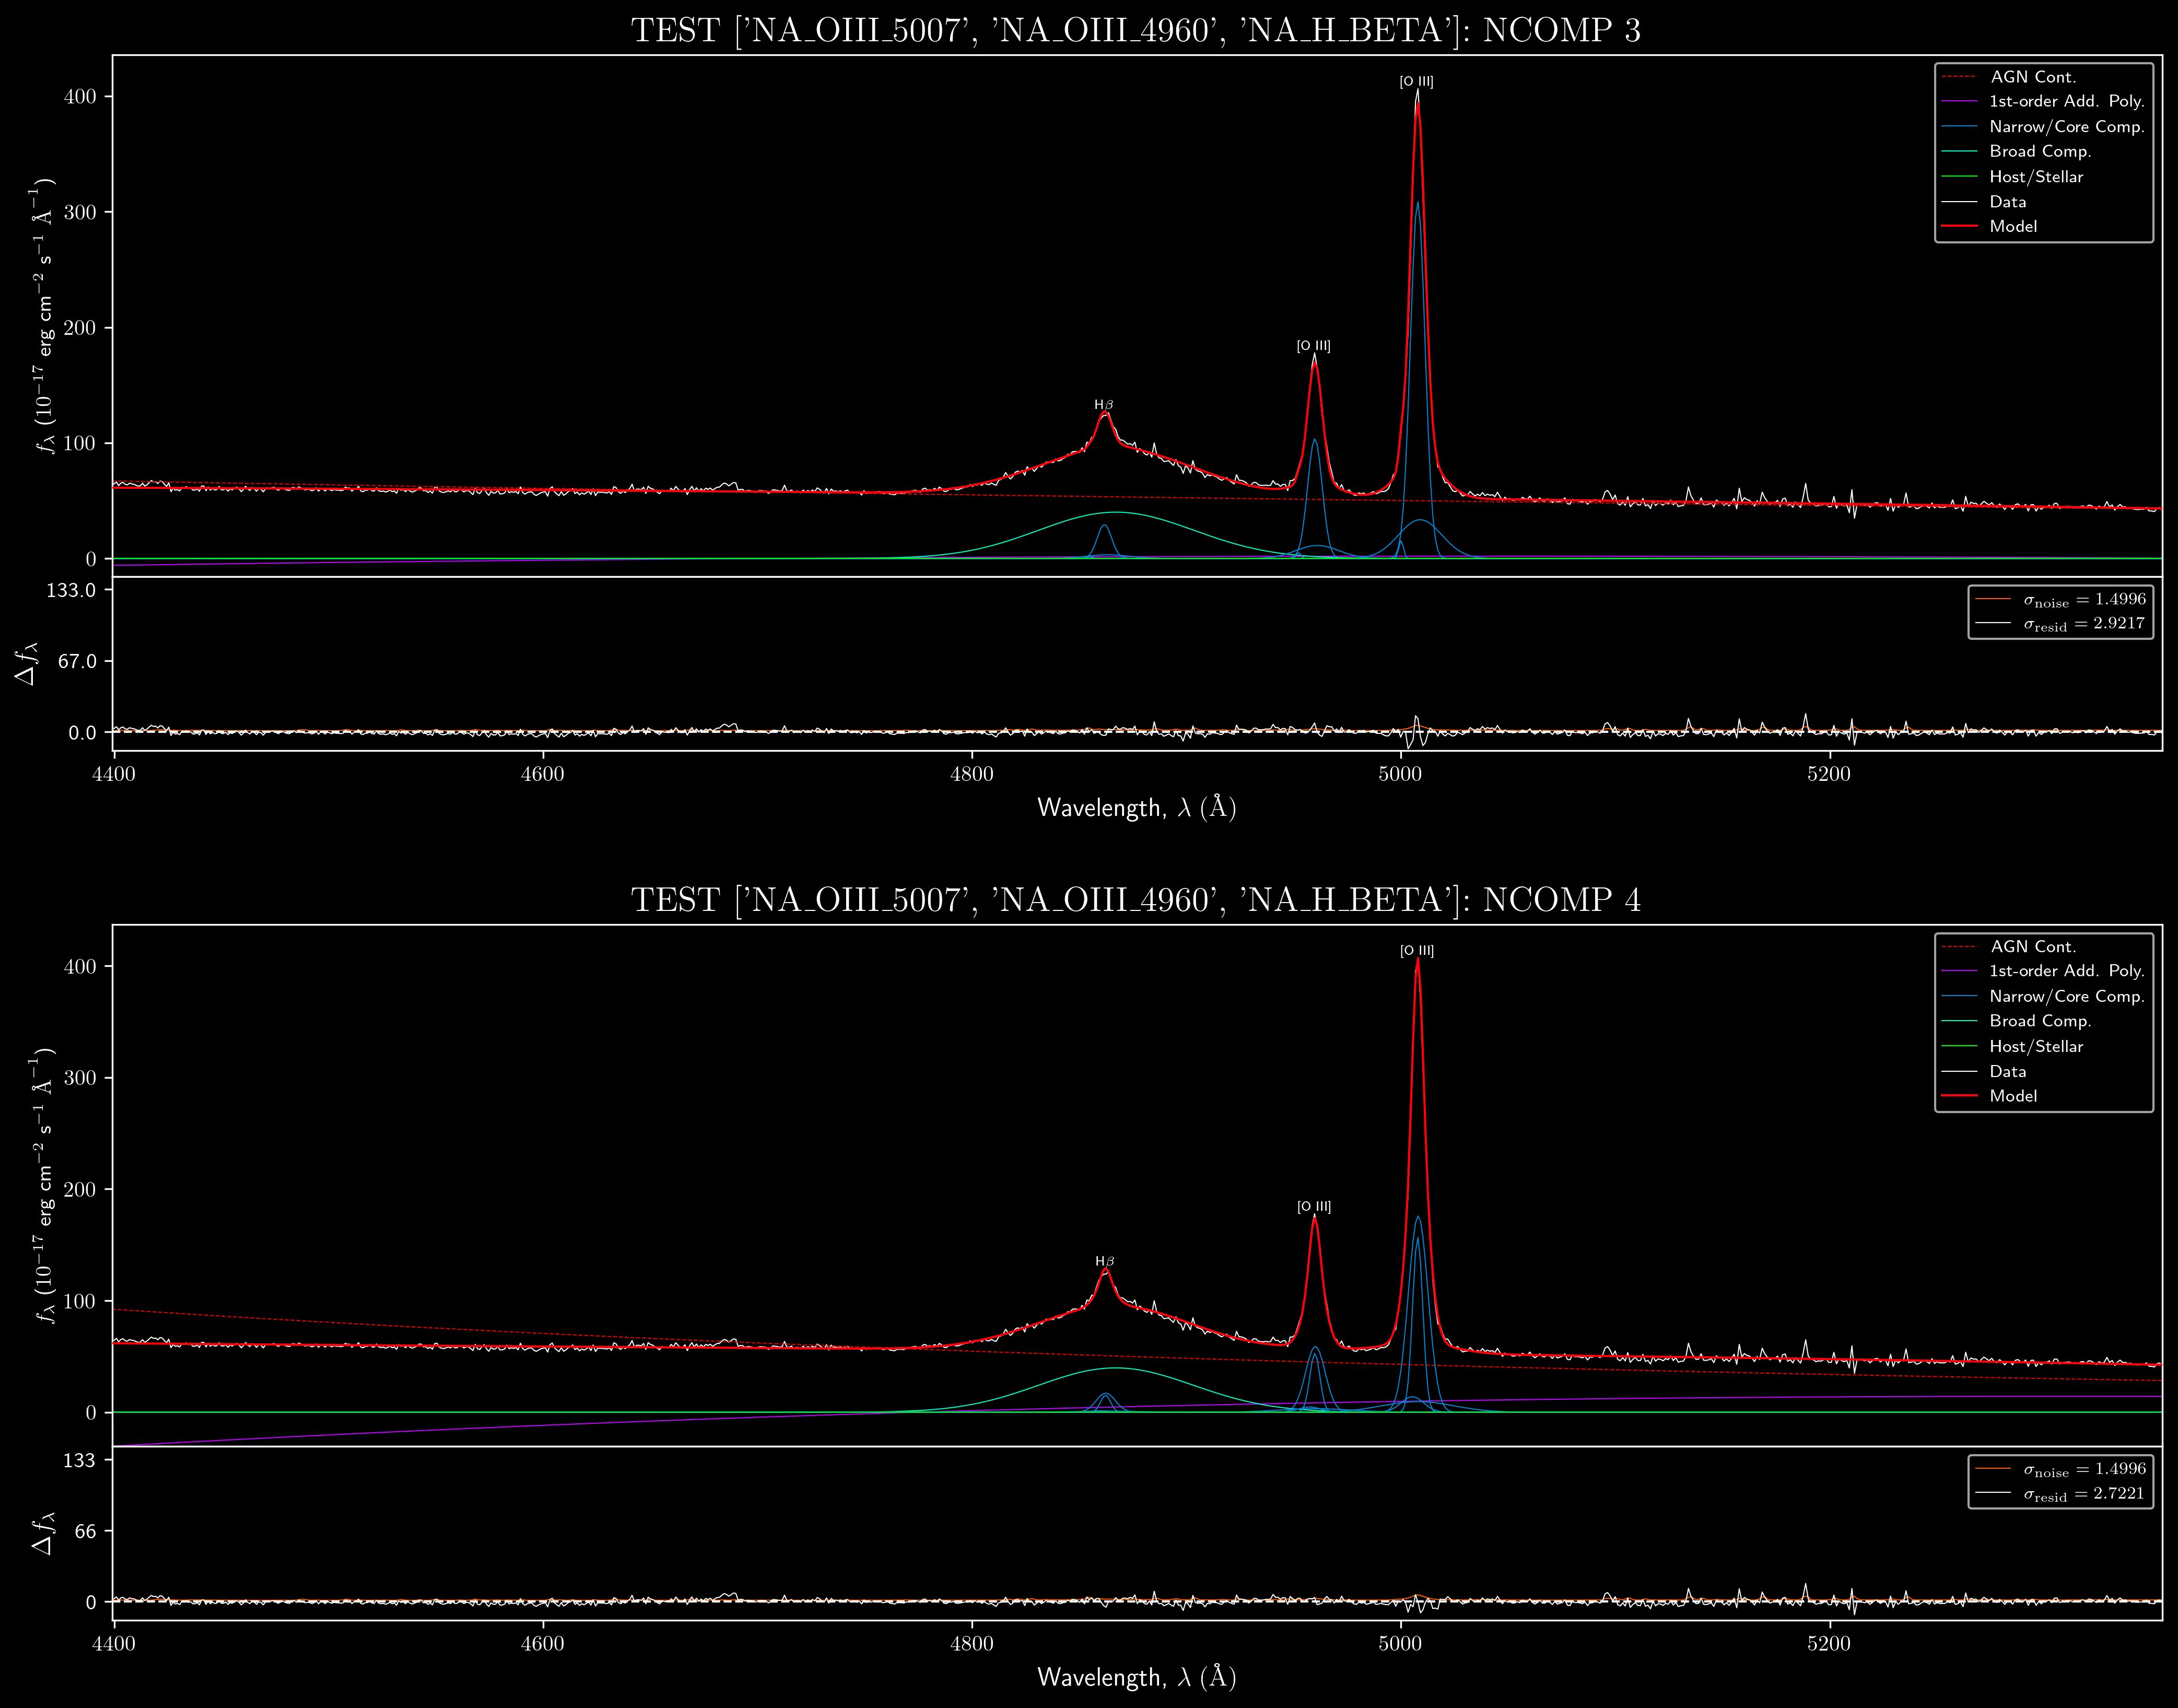 TEST ['NA_OIII_5007', 'NA_OIII_4960', 'NA_H_BETA']: NCOMP 3
[O III]
[O III]
Hβ
AGN Cont.
1st-order Add. Poly.
Narrow/Core Comp.
Broad Comp.
Host/Stellar
Data
Model
400
300
200
100
0
f_λ (10^−17 erg cm^−2 s^−1 Å^−1)
133.0
67.0
0.0
Δf_λ
σ_noise = 1.4996
σ_resid = 2.9217
4400 4600 4800 5000 5200
Wavelength, λ (Å)
TEST ['NA_OIII_5007', 'NA_OIII_4960', 'NA_H_BETA']: NCOMP 4
[O III]
[O III]
Hβ
AGN Cont.
1st-order Add. Poly.
Narrow/Core Comp.
Broad Comp.
Host/Stellar
Data
Model
400
300
200
100
0
f_λ (10^−17 erg cm^−2 s^−1 Å^−1)
133
66
0
Δf_λ
σ_noise = 1.4996
σ_resid = 2.7221
4400 4600 4800 5000 5200
Wavelength, λ (Å)